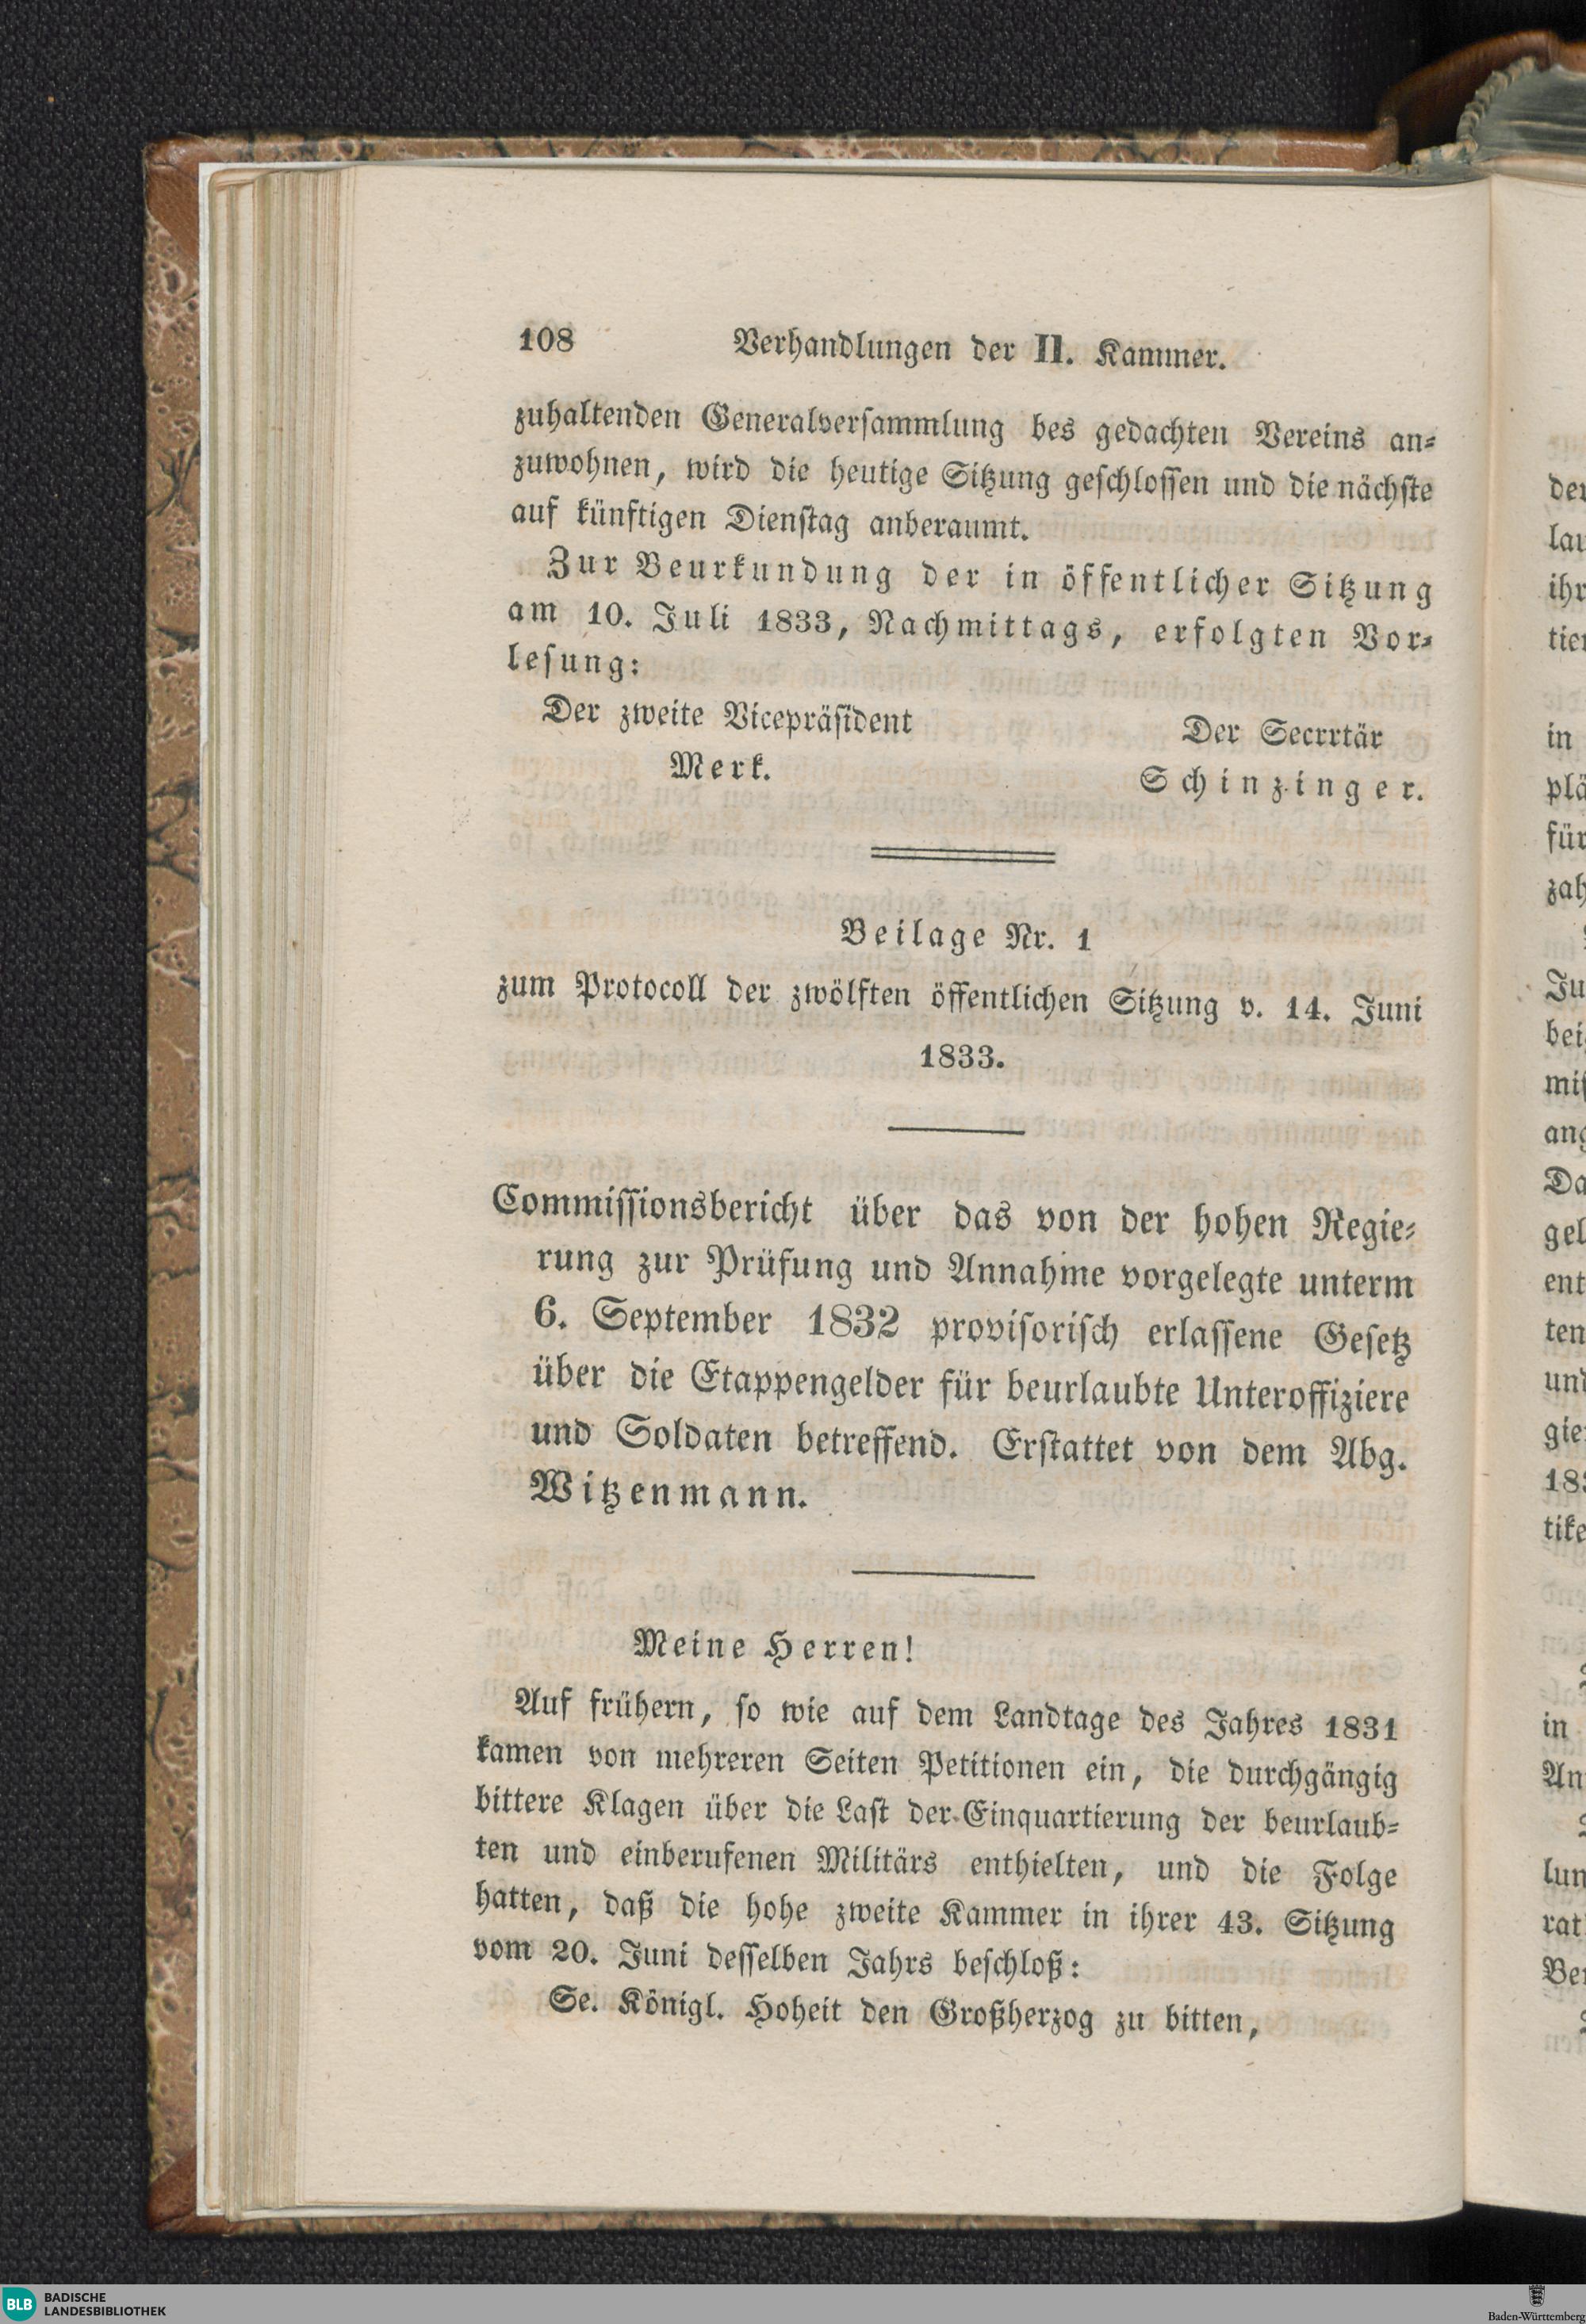 108 Verhandlungen der II. Kammer.
zuhaltenden Generalversammlung bes gedachten Vereins an=
zuwohnen, wird die heutige Sitzung geschlossen und die nächste
auf künftigen Dienstag anberaumt.
Zur Beurkundung der in öffentlicher Sitzung
am 10. Juli 1833, Nachmittags, erfolgten Vor=
lesung:
Der zweite Vicepräsident Der Secrrtär
Merk. Schinzinger.
Beilage Nr. 1
zum Protocoll der zwölften öffentlichen Sitzung v. 14. Juni
1833.
Commissionsbericht über das von der hohen Regie=
rung zur Prüfung und Annahme vorgelegte unterm
6. September 1832 provisorisch erlassene Gesetz
über die Etappengelder für beurlaubte Unteroffiziere
und Soldaten betreffend. Erstattet von dem Abg.
Witzenmann.
Meine Herren!
Auf frühern, so wie auf dem Landtage des Jahres 1831
kamen von mehreren Seiten Petitionen ein, die durchgängig
bittere Klagen über die Last der Einquartierung der beurlaub=
ten und einberufenen Militärs enthielten, und die Folge
hatten, daß die hohe zweite Kammer in ihrer 43. Sitzung
vom 20. Juni desselben Jahrs beschloß:
Se. Königl. Hoheit den Großherzog zu bitten,
BLB BADISCHE
LANDESBIBLIOTHEK
Baden-Württemberg